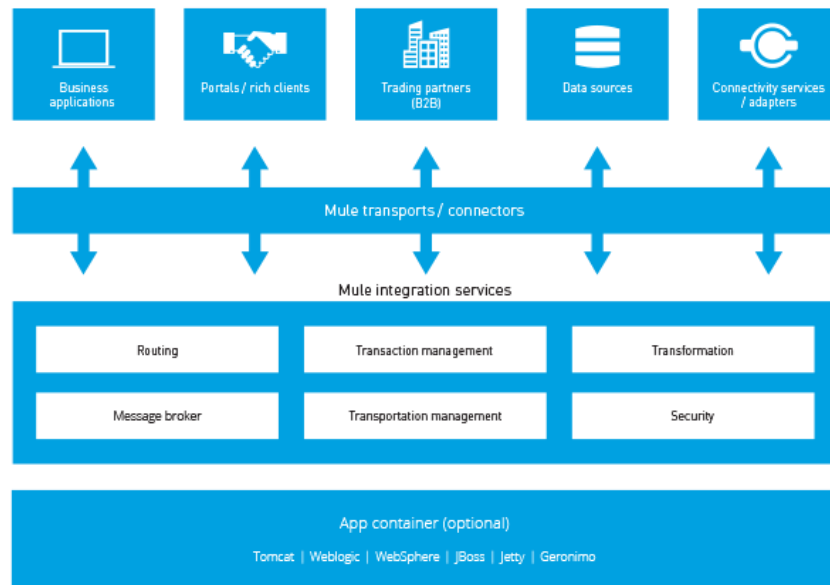 Business
applications
Portals / rich clients
Trading partners
(B2B)
Data sources
Connectivity services
/ adapters
Mule transports / connectors
Mule integration services
Routing
Transaction management
Transformation
Message broker
Transportation management
Security
App container (optional)
Tomcat | Weblogic | WebSphere | JBoss | Jetty | Geronimo